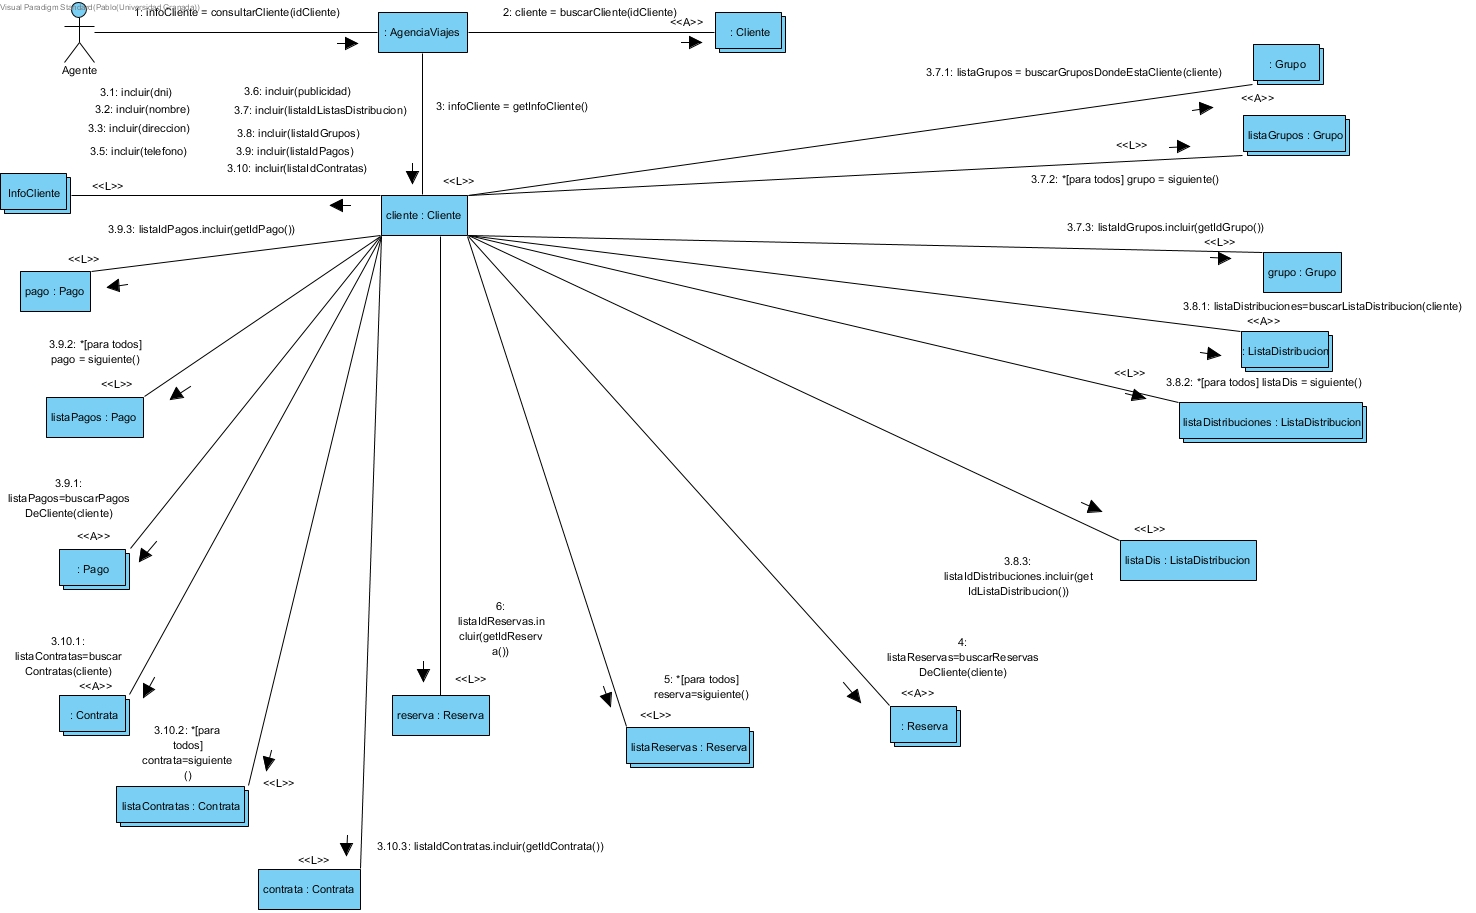 Visual Paradigm Standard(Pablo(Universidad Granada))
1: infoCliente = consultarCliente(idCliente)
2: cliente = buscarCliente(idCliente)
<<A>>
: AgenciaViajes
: Cliente
Agente
3.1: incluir(dni)
3.2: incluir(nombre)
3.3: incluir(direccion)
3.5: incluir(telefono)
3.6: incluir(publicidad)
3.7: incluir(listaIdListasDistribucion)
3.8: incluir(listaIdGrupos)
3.9: incluir(listaIdPagos)
3.10: incluir(listaIdContratas)
3: infoCliente = getInfoCliente()
3.7.1: listaGrupos = buscarGruposDondeEstaCliente(cliente)
: Grupo
<<A>>
listaGrupos : Grupo
<<L>>
3.7.2: *[para todos] grupo = siguiente()
InfoCliente
<<L>>
<<L>>
cliente : Cliente
3.9.3: listaIdPagos.incluir(getIdPago())
<<L>>
pago : Pago
3.7.3: listaIdGrupos.incluir(getIdGrupo())
<<L>>
grupo : Grupo
3.8.1: listaDistribuciones=buscarListaDistribucion(cliente)
<<A>>
: ListaDistribucion
3.9.2: *[para todos]
pago = siguiente()
<<L>>
listaPagos : Pago
<<L>>
3.8.2: *[para todos] listaDis = siguiente()
listaDistribuciones : ListaDistribucion
3.9.1:
listaPagos=buscarPagos
DeCliente(cliente)
<<A>>
: Pago
<<L>>
listaDis : ListaDistribucion
3.8.3:
listaIdDistribuciones.incluir(get
IdListaDistribucion())
3.10.1:
listaContratas=buscar
Contratas(cliente)
<<A>>
: Contrata
6:
listaIdReservas.in
cluir(getIdReserv
a())
<<L>>
reserva : Reserva
5: *[para todos]
reserva=siguiente()
<<L>>
listaReservas : Reserva
4:
listaReservas=buscarReservas
DeCliente(cliente)
<<A>>
: Reserva
3.10.2: *[para
todos]
contrata=siguiente
()
<<L>>
listaContratas : Contrata
3.10.3: listaIdContratas.incluir(getIdContrata())
<<L>>
contrata : Contrata